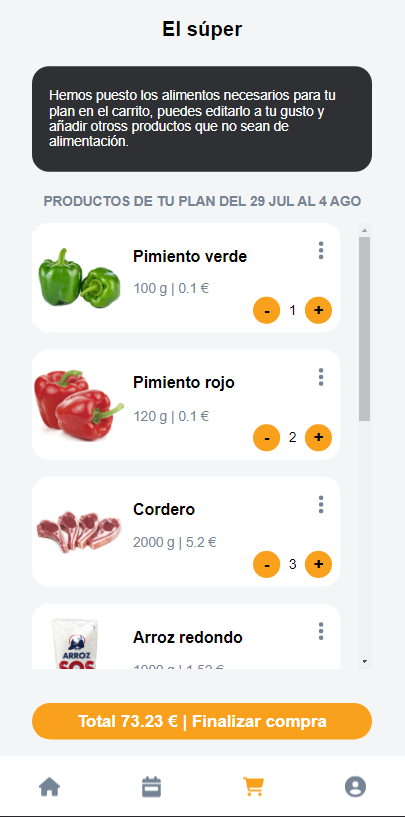 El súper
Hemos puesto los alimentos necesarios para tu
plan en el carrito, puedes editarlo a tu gusto y
añadir otross productos que no sean de
alimentación.
PRODUCTOS DE TU PLAN DEL 29 JUL AL 4 AGO
Pimiento verde
100 g | 0.1 €
- 1 +
Pimiento rojo
120 g | 0.1 €
- 2 +
Cordero
2000 g | 5.2 €
- 3 +
Arroz redondo
ARROZ
SOS
1000 g | 1.52 €
Total 73.23 € | Finalizar compra